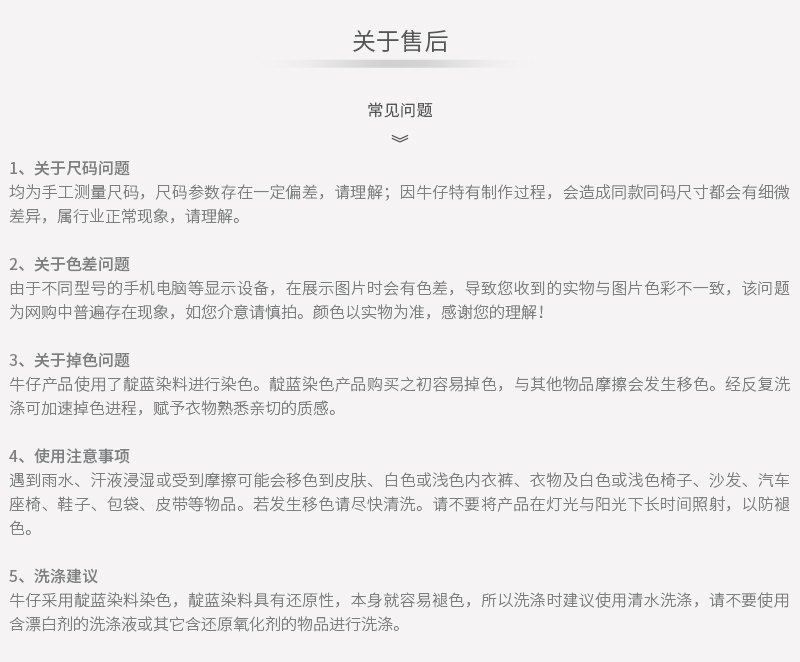 关于售后
常见问题
1、关于尺码问题
均为手工测量尺码，尺码参数存在一定偏差，请理解；因牛仔特有制作过程，会造成同款同码尺寸都会有细微
差异，属行业正常现象，请理解。
2、关于色差问题
由于不同型号的手机电脑等显示设备，在展示图片时会有色差，导致您收到的实物与图片色彩不一致，该问题
为网购中普遍存在现象，如您介意请慎拍。颜色以实物为准，感谢您的理解！
3、关于掉色问题
牛仔产品使用了靛蓝染料进行染色。靛蓝染色产品购买之初容易掉色，与其他物品摩擦会发生移色。经反复洗
涤可加速掉色进程，赋予衣物熟悉亲切的质感。
4、使用注意事项
遇到雨水、汗液浸湿或受到摩擦可能会移色到皮肤、白色或浅色内衣裤、衣物及白色或浅色椅子、沙发、汽车
座椅、鞋子、包袋、皮带等物品。若发生移色请尽快清洗。请不要将产品在灯光与阳光下长时间照射，以防褪
色。
5、洗涤建议
牛仔采用靛蓝染料染色，靛蓝染料具有还原性，本身就容易褪色，所以洗涤时建议使用清水洗涤，请不要使用
含漂白剂的洗涤液或其它含还原氧化剂的物品进行洗涤。